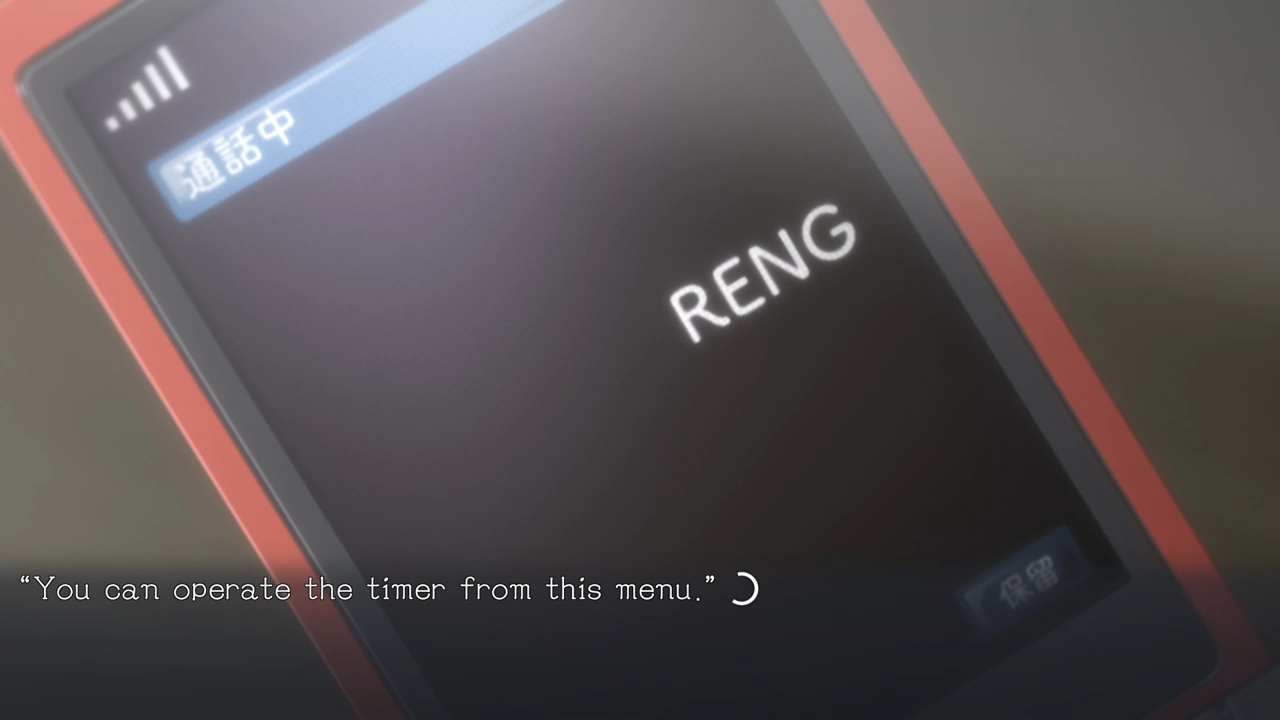 通話中
RENG
保留
“You can operate the timer from this menu.”